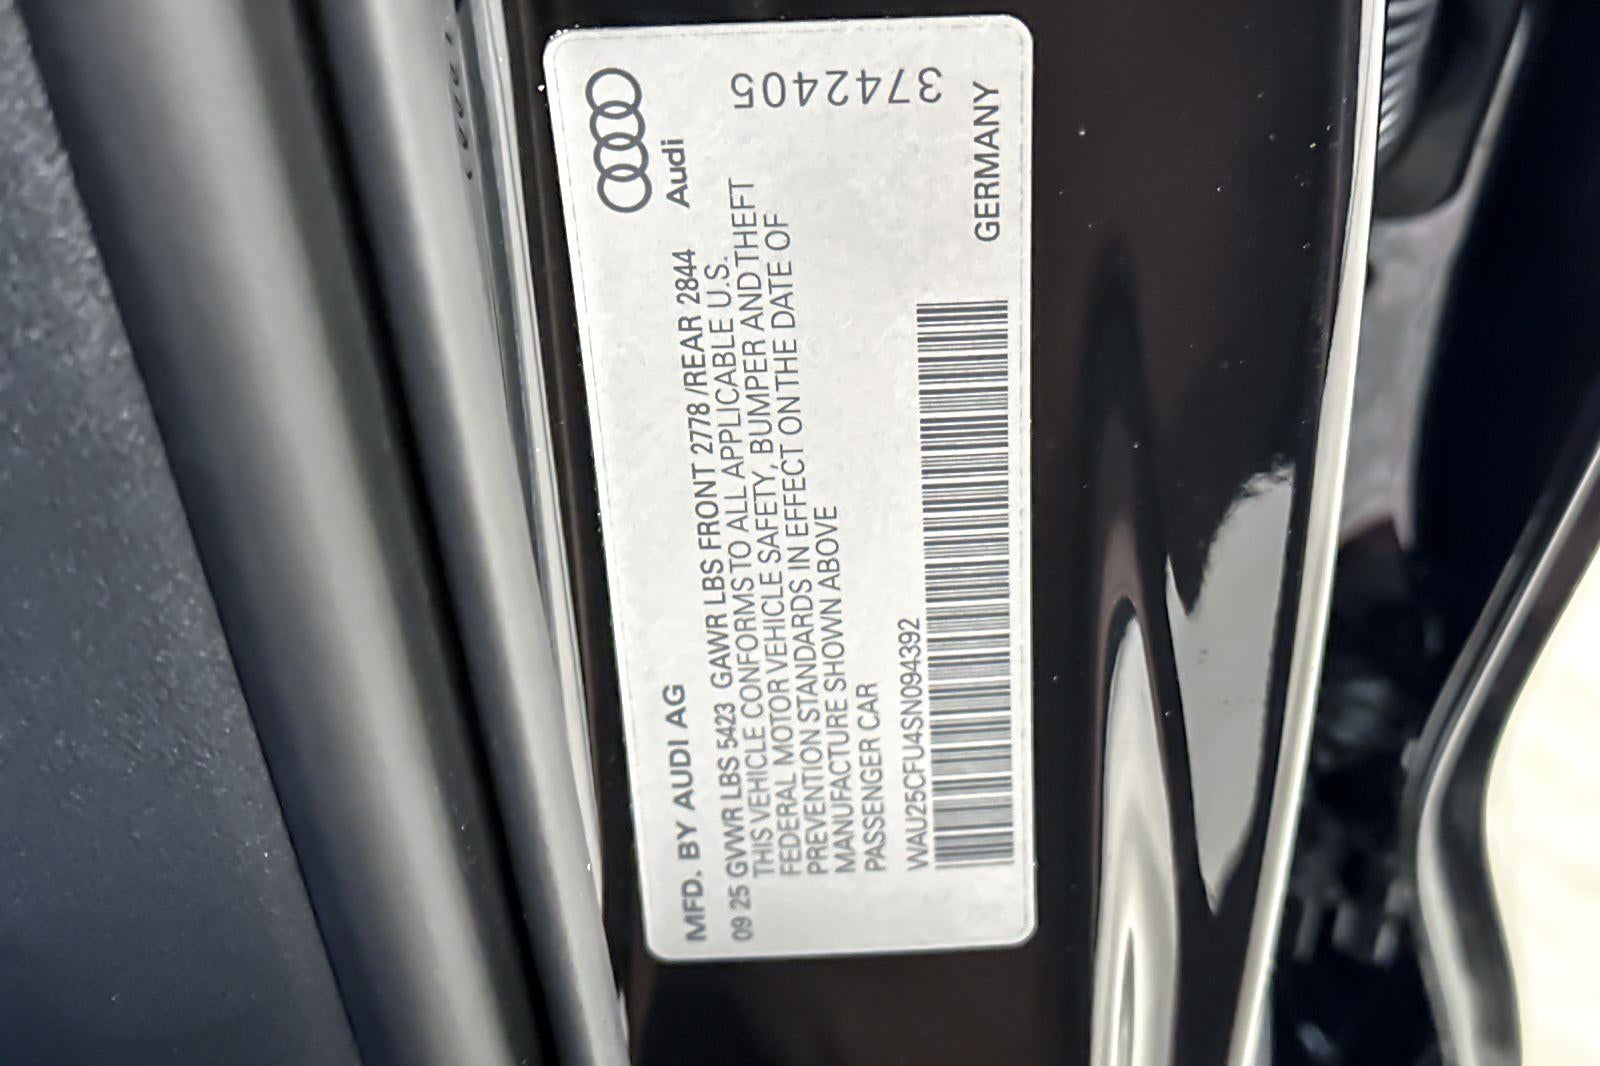 Audi
MFD. BY AUDI AG
09 25 GVWR LBS 5423 GAWR LBS FRONT 2778 /REAR 2844
THIS VEHICLE CONFORMS TO ALL APPLICABLE U.S.
FEDERAL MOTOR VEHICLE SAFETY, BUMPER AND THEFT
PREVENTION STANDARDS IN EFFECT ON THE DATE OF
MANUFACTURE SHOWN ABOVE
PASSENGER CAR
WAU25CFU4SN094392
GERMANY
3742405